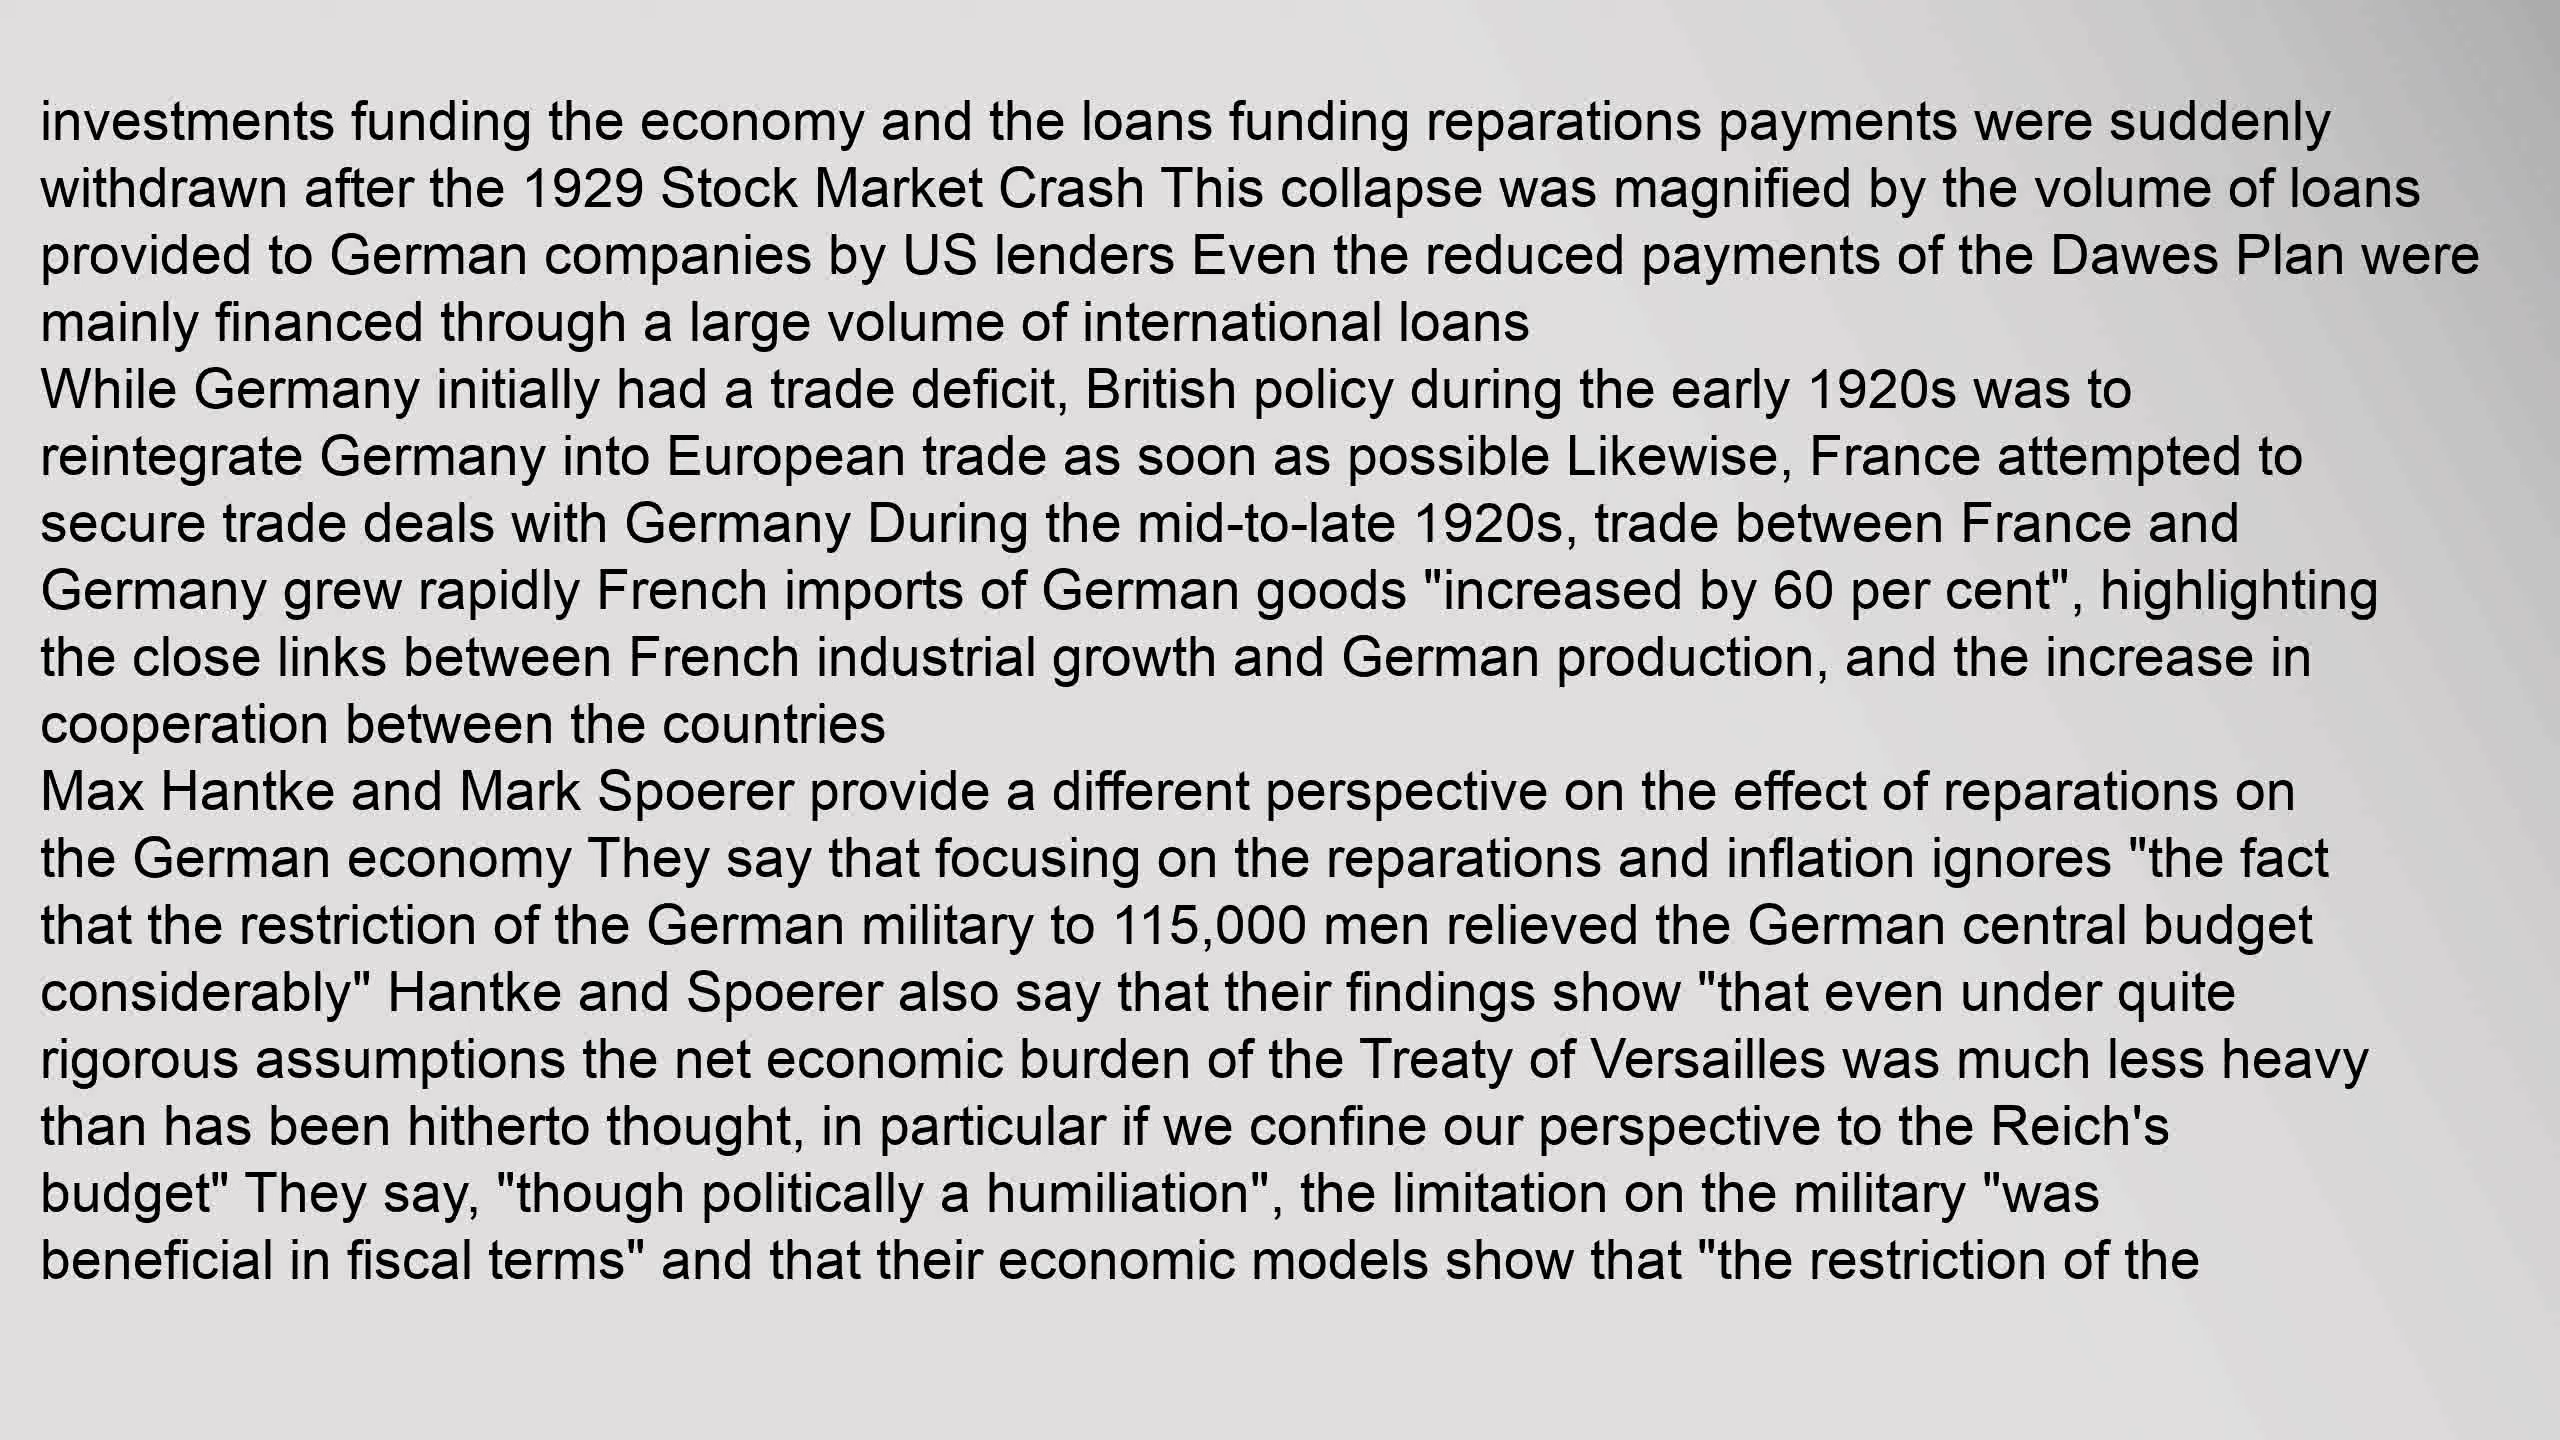 investments funding the economy and the loans funding reparations payments were suddenly
withdrawn after the 1929 Stock Market Crash This collapse was magnified by the volume of loans
provided to German companies by US lenders Even the reduced payments of the Dawes Plan were
mainly financed through a large volume of international loans
While Germany initially had a trade deficit, British policy during the early 1920s was to
reintegrate Germany into European trade as soon as possible Likewise, France attempted to
secure trade deals with Germany During the mid-to-late 1920s, trade between France and
Germany grew rapidly French imports of German goods "increased by 60 per cent", highlighting
the close links between French industrial growth and German production, and the increase in
cooperation between the countries
Max Hantke and Mark Spoerer provide a different perspective on the effect of reparations on
the German economy They say that focusing on the reparations and inflation ignores "the fact
that the restriction of the German military to 115,000 men relieved the German central budget
considerably" Hantke and Spoerer also say that their findings show "that even under quite
rigorous assumptions the net economic burden of the Treaty of Versailles was much less heavy
than has been hitherto thought, in particular if we confine our perspective to the Reich's
budget" They say, "though politically a humiliation", the limitation on the military "was
beneficial in fiscal terms" and that their economic models show that "the restriction of the